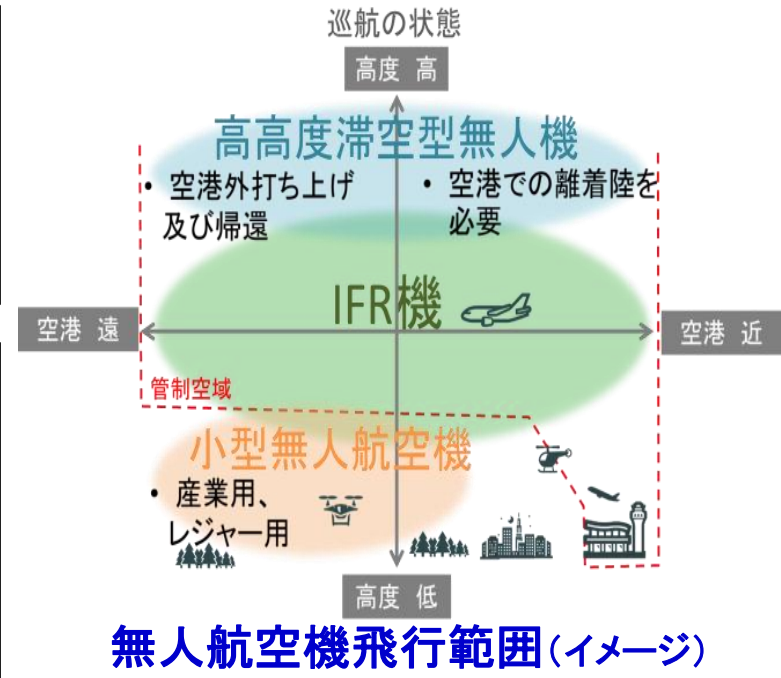 巡航の状態
高度 高
高高度滞空型無人機
• 空港外打ち上げ
及び帰還
• 空港での離着陸を
必要
IFR機
空港 遠
空港 近
管制空域
小型無人航空機
• 産業用、
レジャー用
高度 低
無人航空機飛行範囲(イメージ)